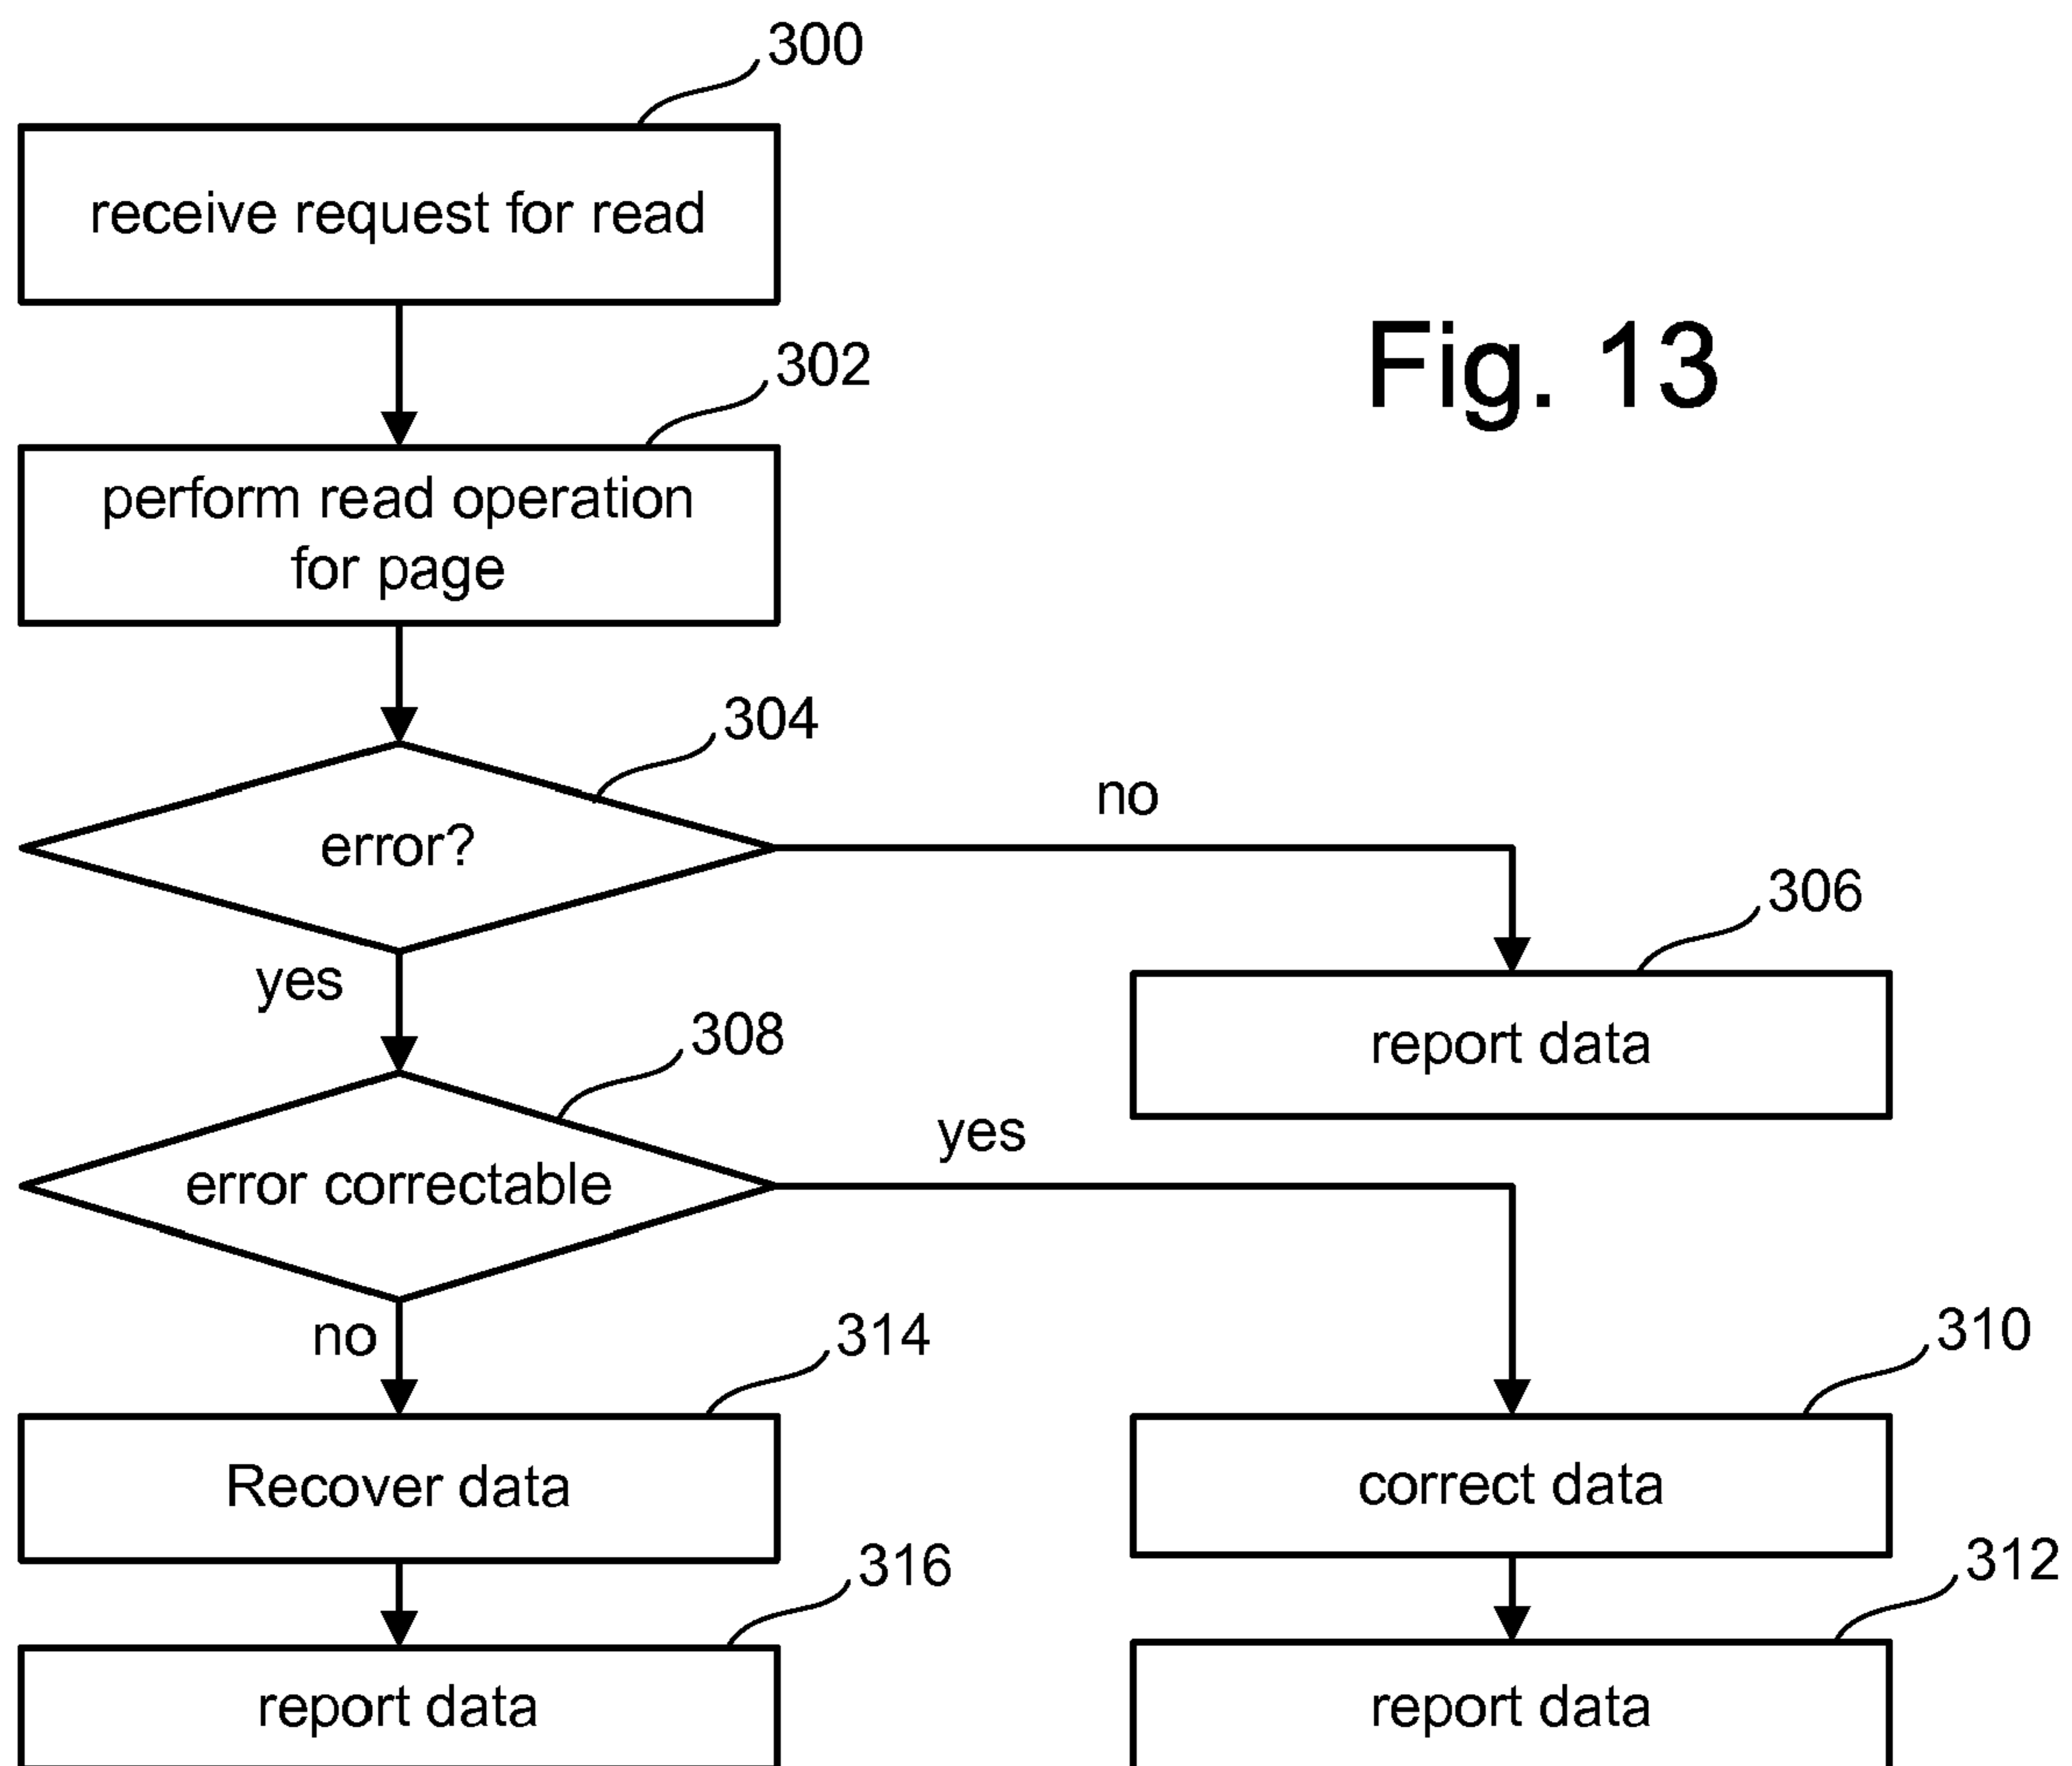 300
receive request for read
302
Fig. 13
perform read operation
for page
304
no
error?
306
yes
report data
308
yes
error correctable
no
314
310
Recover data
correct data
316
312
report data
report data